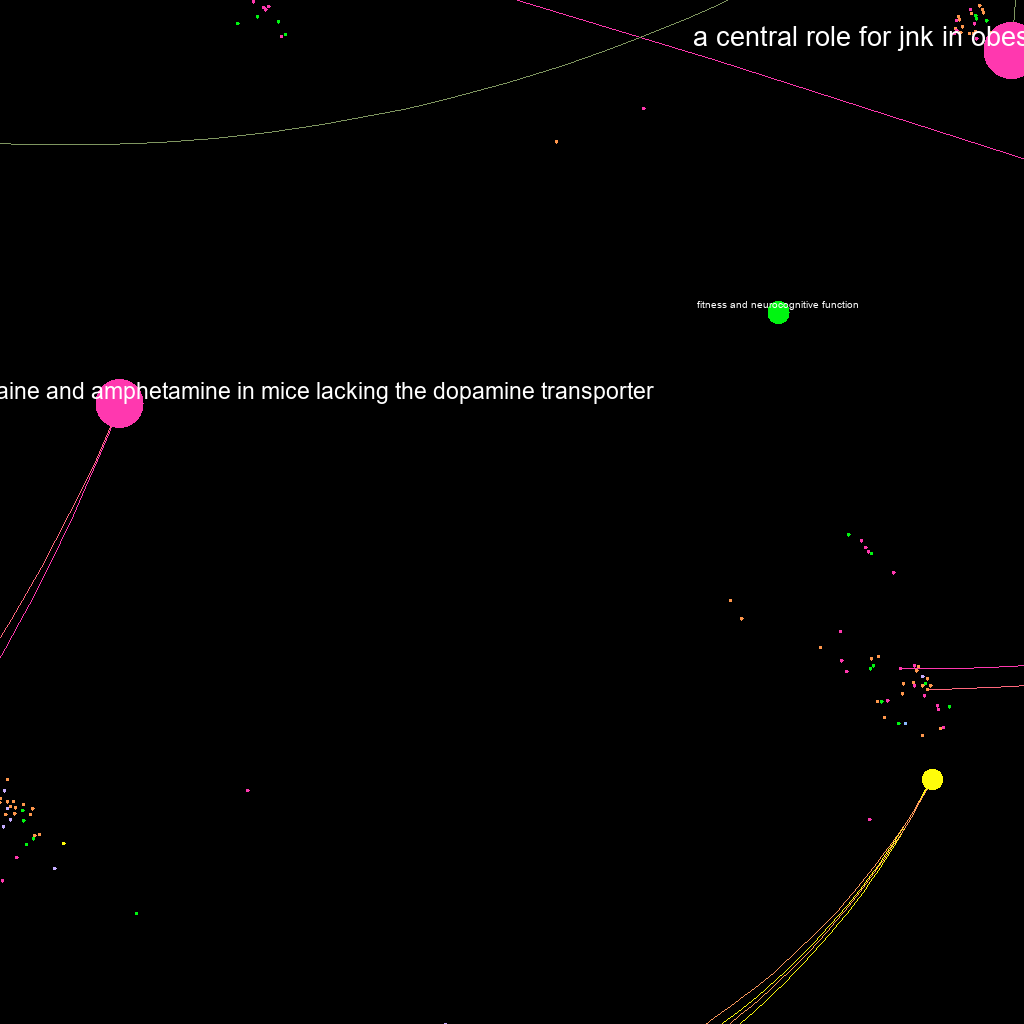 a central role for jnk in obes
fitness and neurocognitive function
aine and amphetamine in mice lacking the dopamine transporter